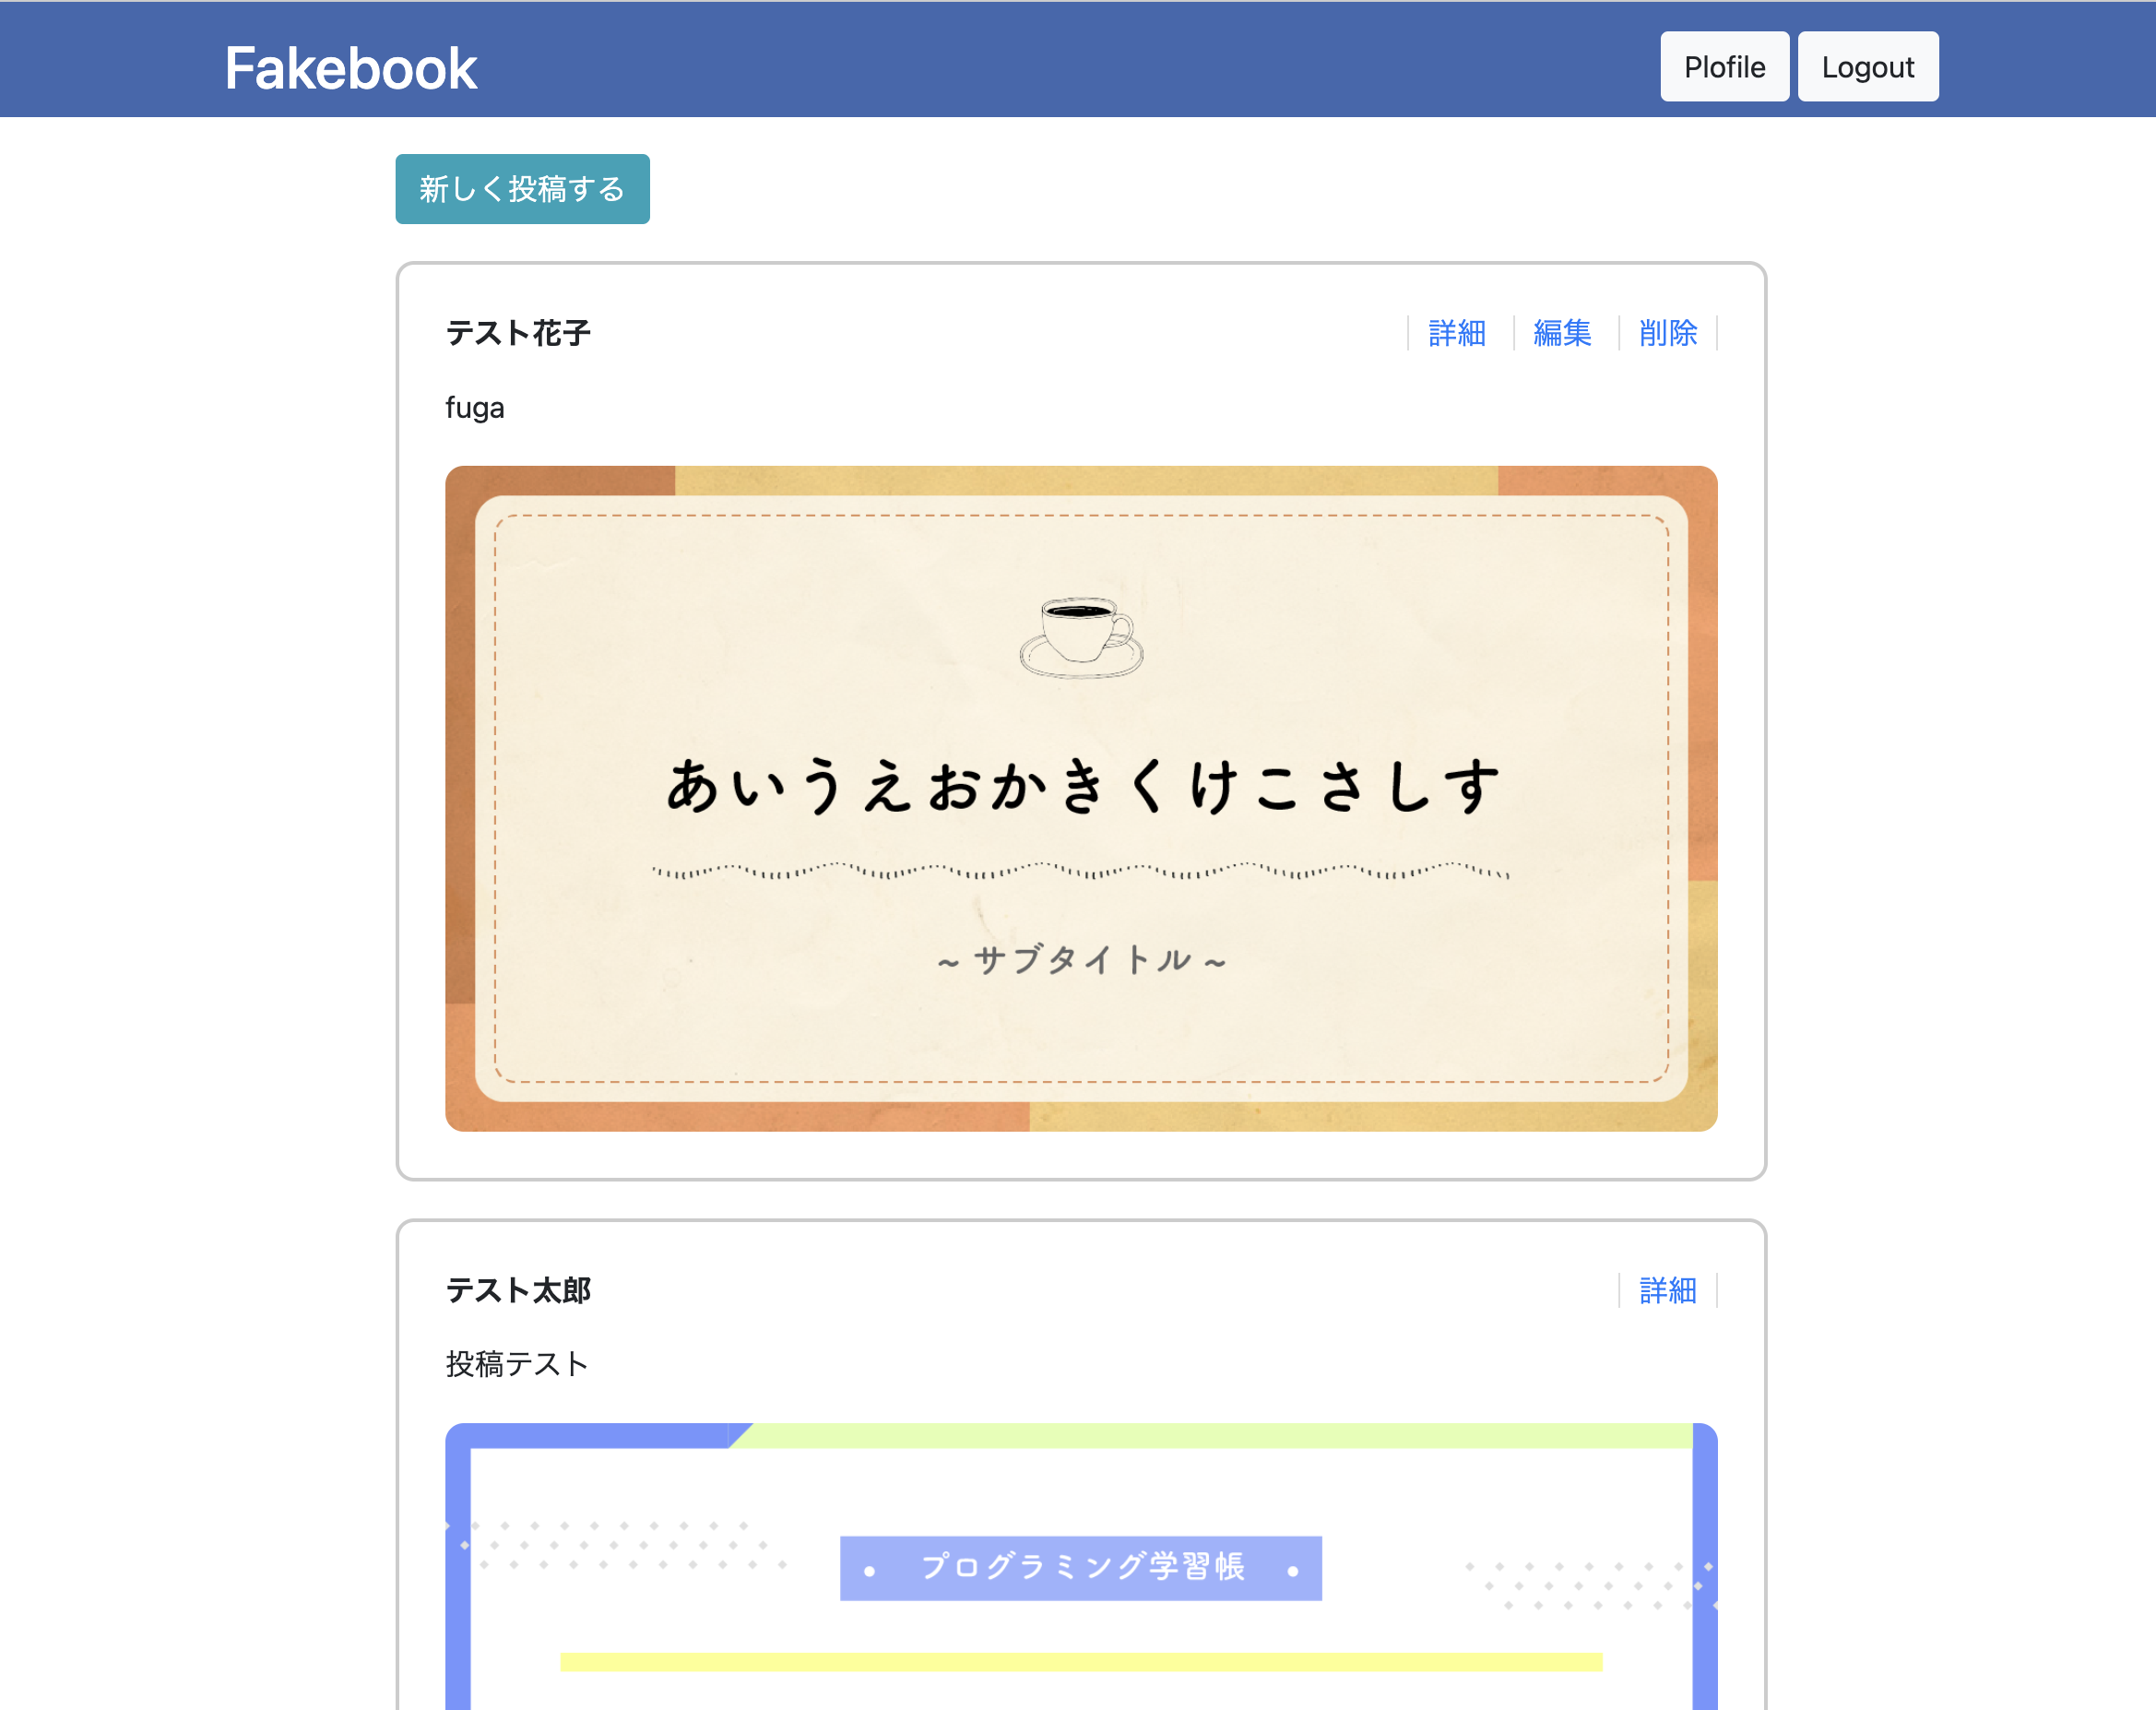 Fakebook
Plofile Logout
新しく投稿する
テスト花子 詳細 編集 削除
fuga
あいうえおかきくけこさしす
~ サブタイトル ~
テスト太郎 詳細
投稿テスト
• プログラミング学習帳 •